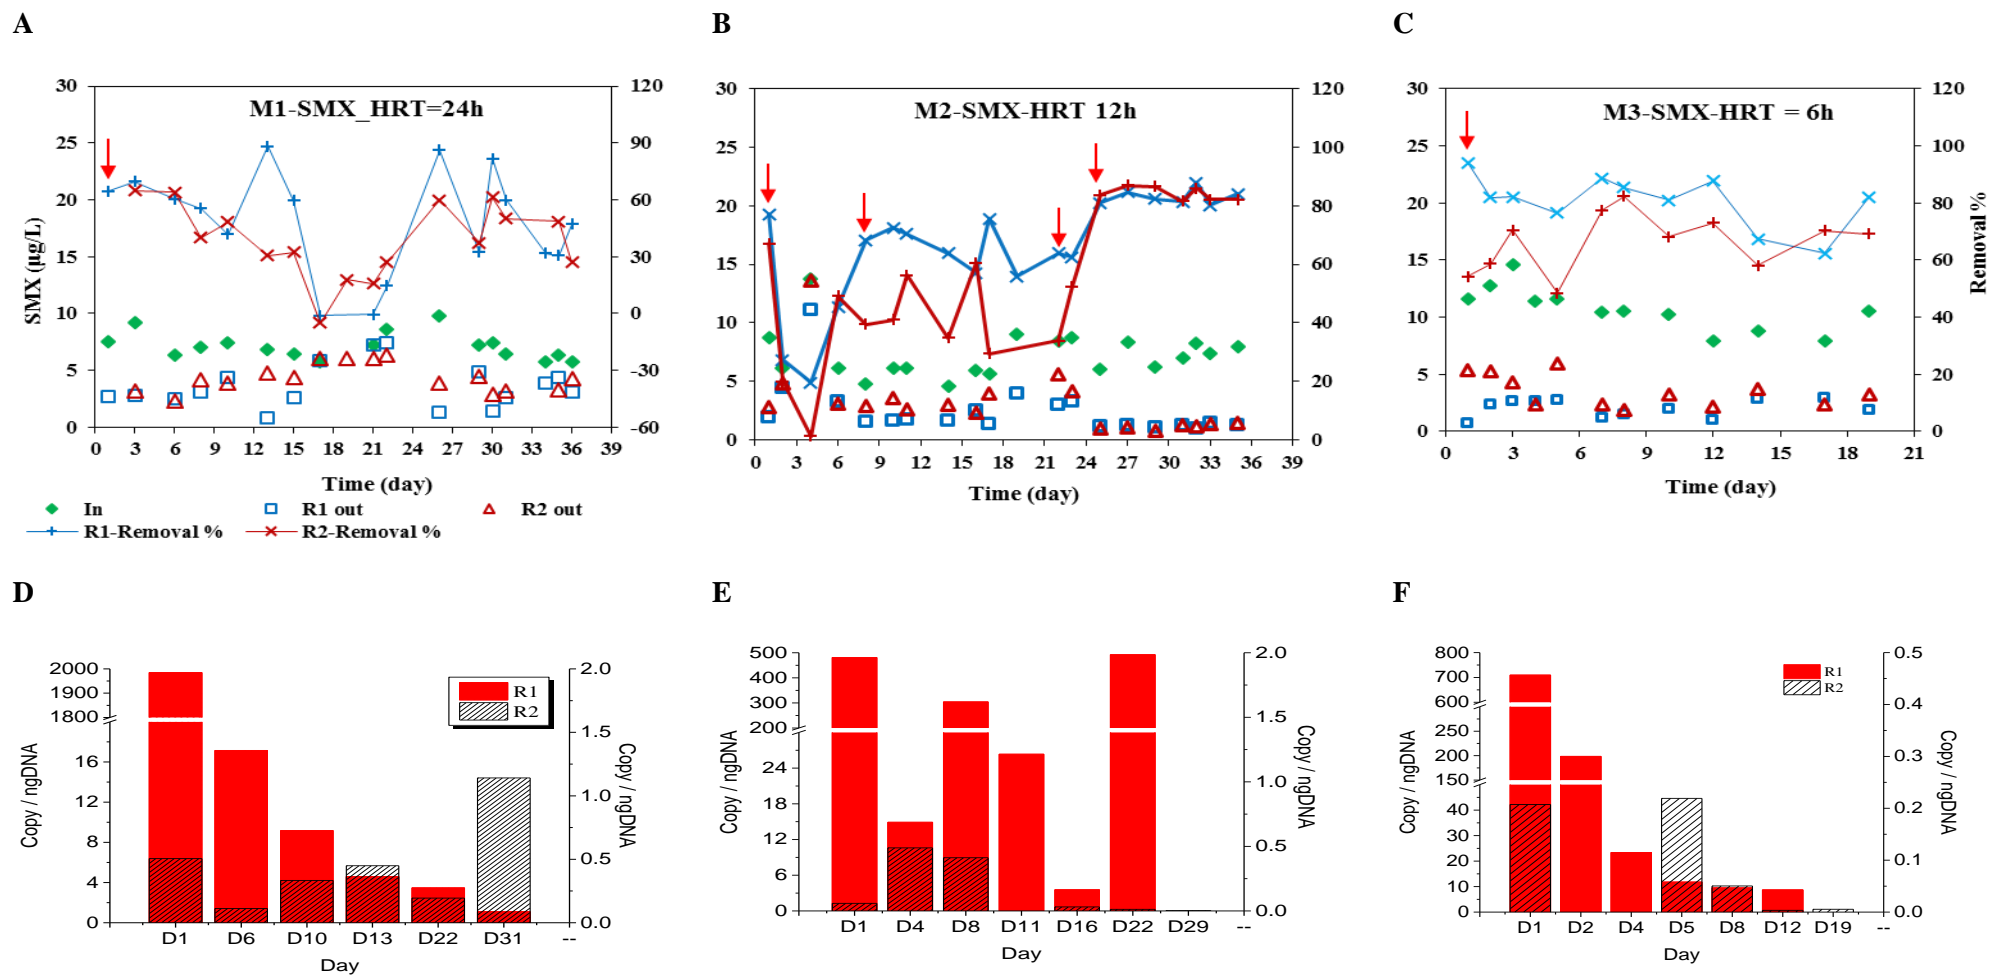 A
B
C
M1-SMX_HRT=24h
30
25
20
15
10
5
0
SMX (µg/L)
120
90
60
30
0
-30
-60
0 3 6 9 12 15 18 21 24 27 30 33 36 39
Time (day)
M2-SMX-HRT 12h
30
25
20
15
10
5
0
120
100
80
60
40
20
0
0 3 6 9 12 15 18 21 24 27 30 33 36 39
Time (day)
M3-SMX-HRT = 6h
30
25
20
15
10
5
0
120
100
80
60
40
20
0
Removal %
0 3 6 9 12 15 18 21
Time (day)
In R1 out R2 out
R1-Removal % R2-Removal %
D
E
F
2000
1900
1800
16
12
8
4
0
Copy / ngDNA
R1
R2
2.0
1.5
1.0
0.5
0.0
Copy / ngDNA
D1 D6 D10 D13 D22 D31 --
Day
500
400
300
200
24
18
12
6
0
Copy / ngDNA
2.0
1.5
1.0
0.5
0.0
Copy / ngDNA
D1 D4 D8 D11 D16 D22 D29 --
Day
800
700
600
250
200
150
40
30
20
10
0
Copy / ngDNA
R1
R2
0.5
0.4
0.3
0.2
0.1
0.0
Copy / ngDNA
D1 D2 D4 D5 D8 D12 D19 --
Day